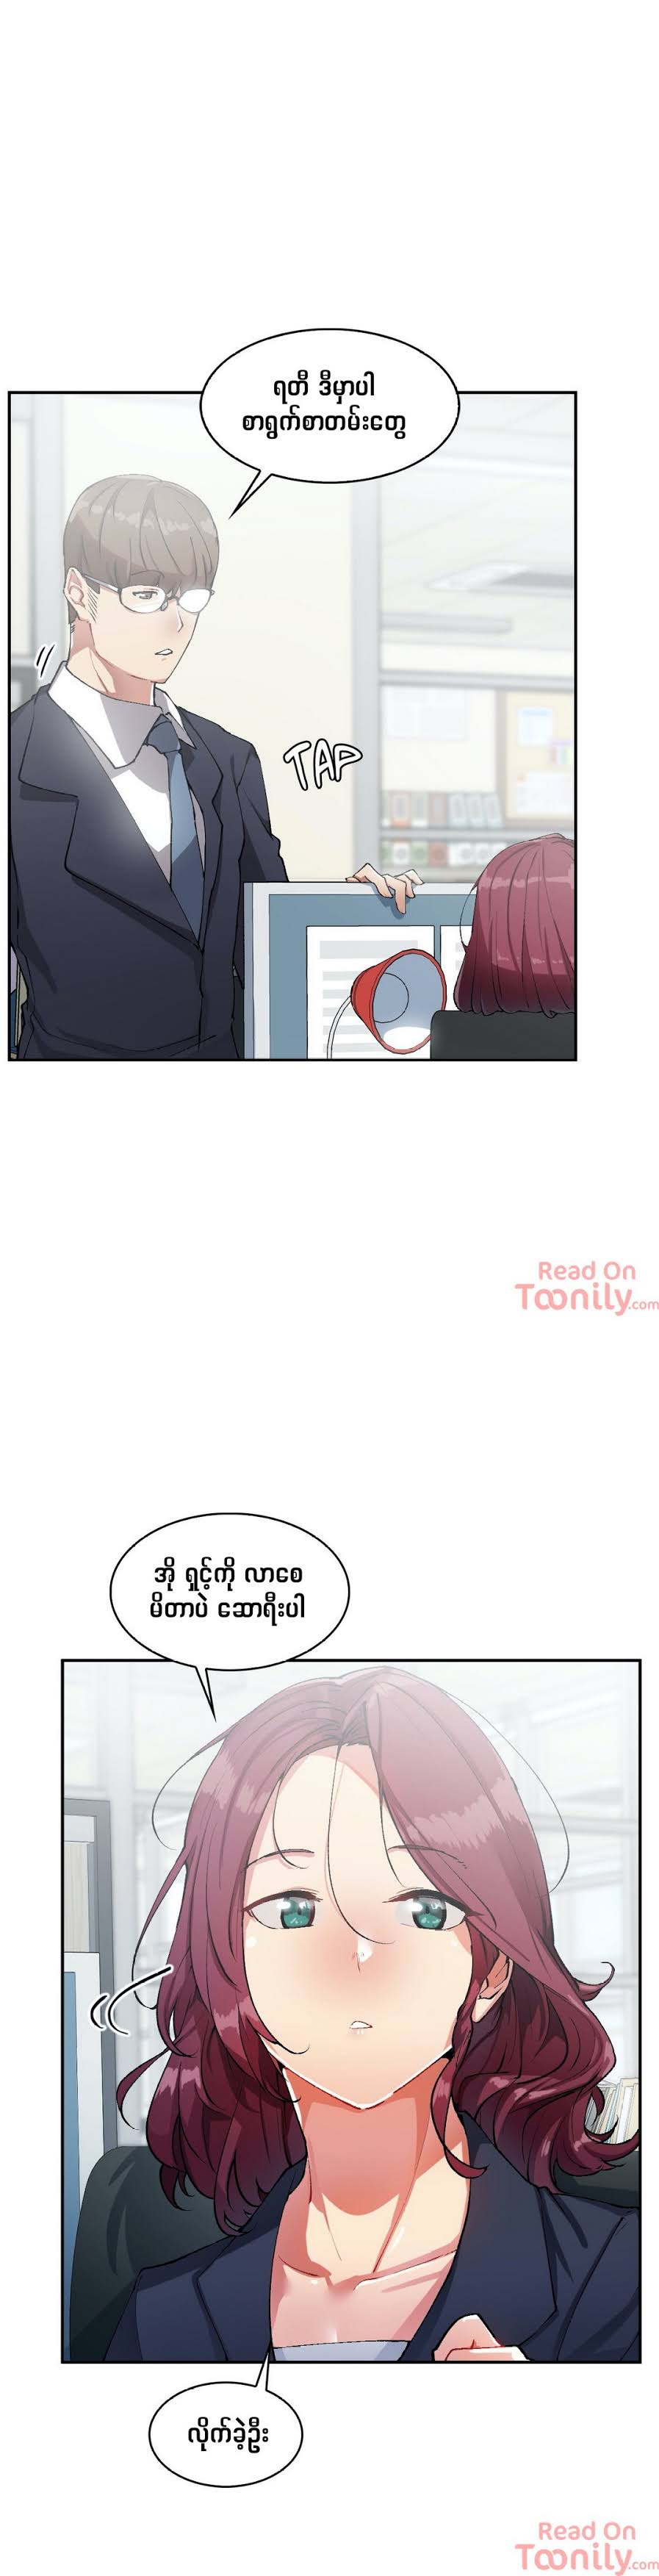 ရတီ ဒီမှာပါ
စာရွက်စာတမ်းတွေ
TAP
Read On
Toonily.com
အို ရှင့်ကို လာစေ
မိတာပဲ ဆောရီးပါ
လိုက်ခဲ့ဦး
Read On
Toonily.com